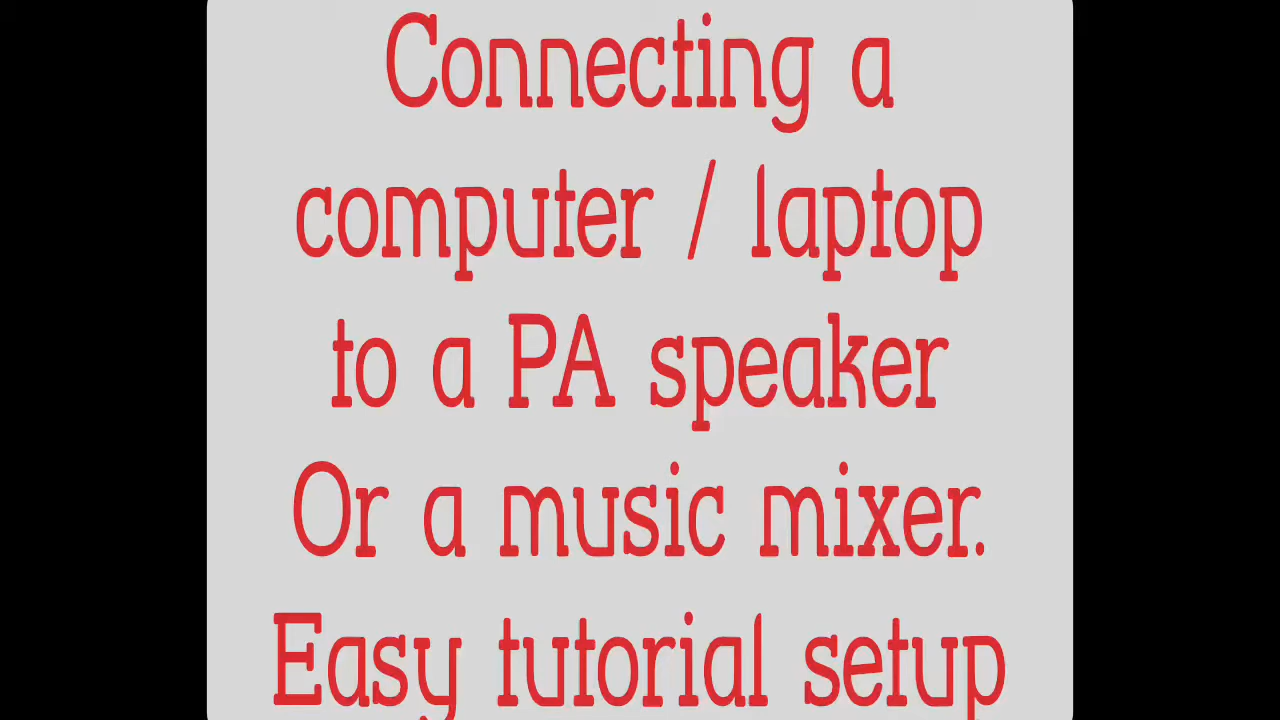 Connecting a
computer / laptop
to a PA speaker
Or a music mixer.
Easy tutorial setup